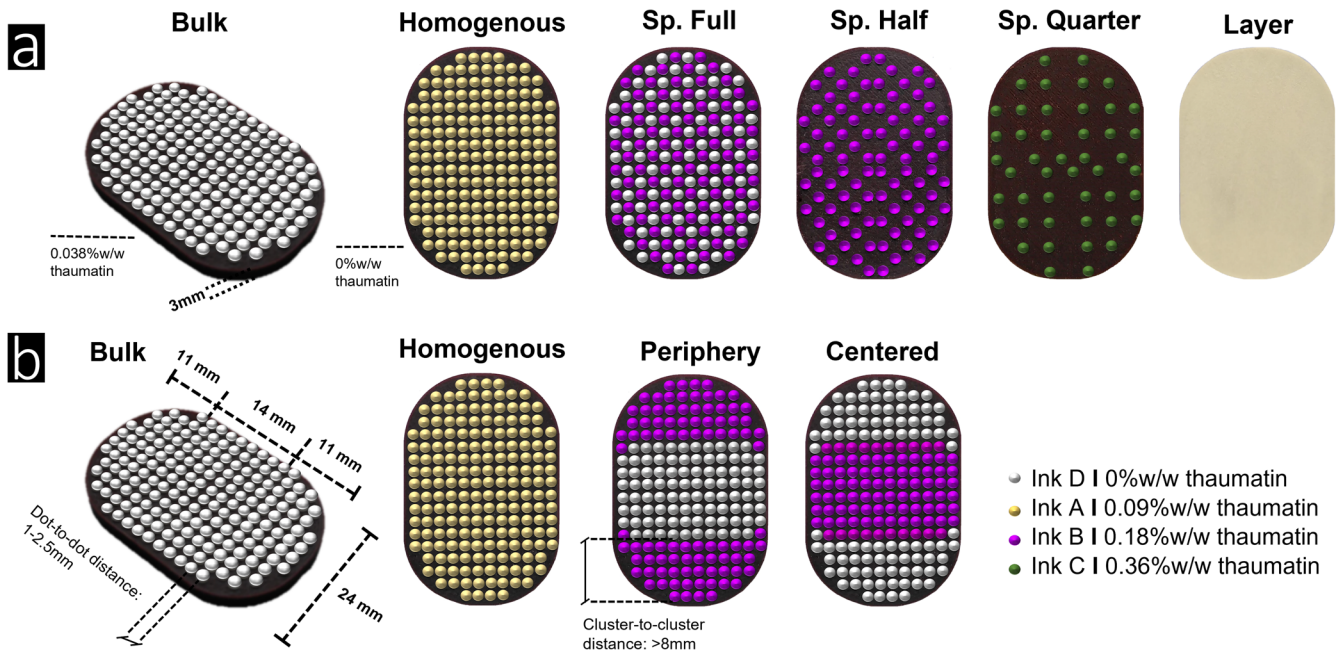 a
Bulk
Homogenous
Sp. Full
Sp. Half
Sp. Quarter
Layer
0.038%w/w
thaumatin
3mm
0%w/w
thaumatin
b
Bulk
Homogenous
Periphery
Centered
11 mm
14 mm
11 mm
Dot-to-dot distance:
1-2.5mm
24 mm
Cluster-to-cluster
distance: >8mm
Ink D I 0%w/w thaumatin
Ink A I 0.09%w/w thaumatin
Ink B I 0.18%w/w thaumatin
Ink C I 0.36%w/w thaumatin